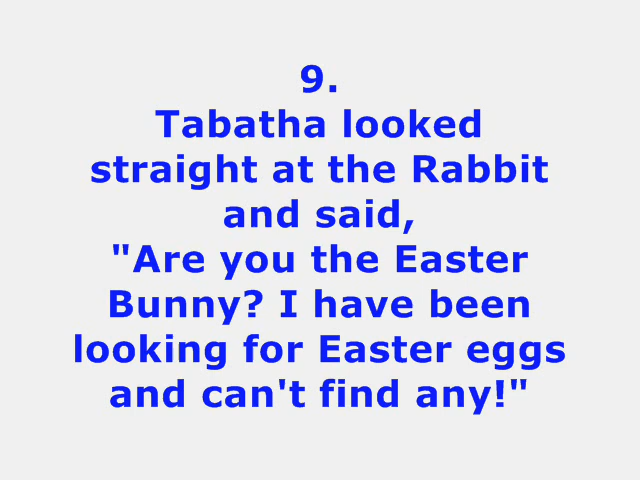 9.
Tabatha looked
straight at the Rabbit
and said,
"Are you the Easter
Bunny? I have been
looking for Easter eggs
and can't find any!"